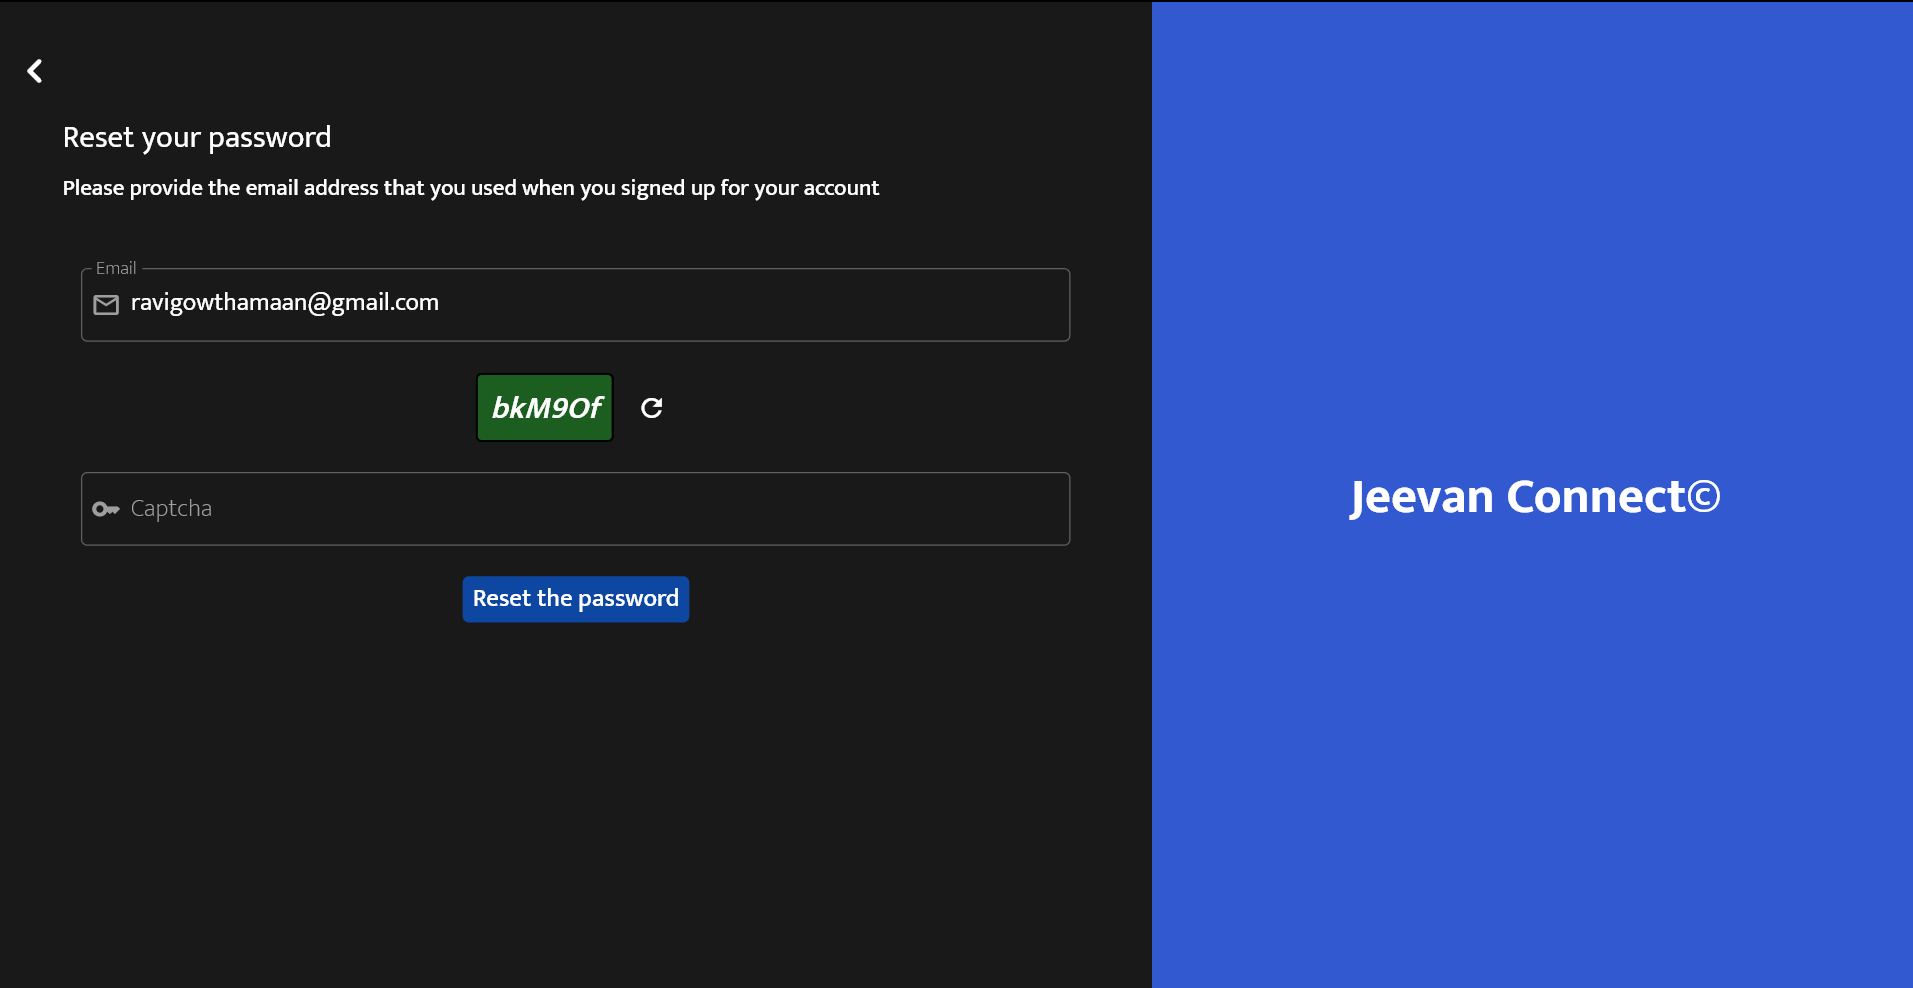 Reset your password
Please provide the email address that you used when you signed up for your account
Email
ravigowthamaan@gmail.com
bkM9Of
Captcha
Reset the password
Jeevan Connect©